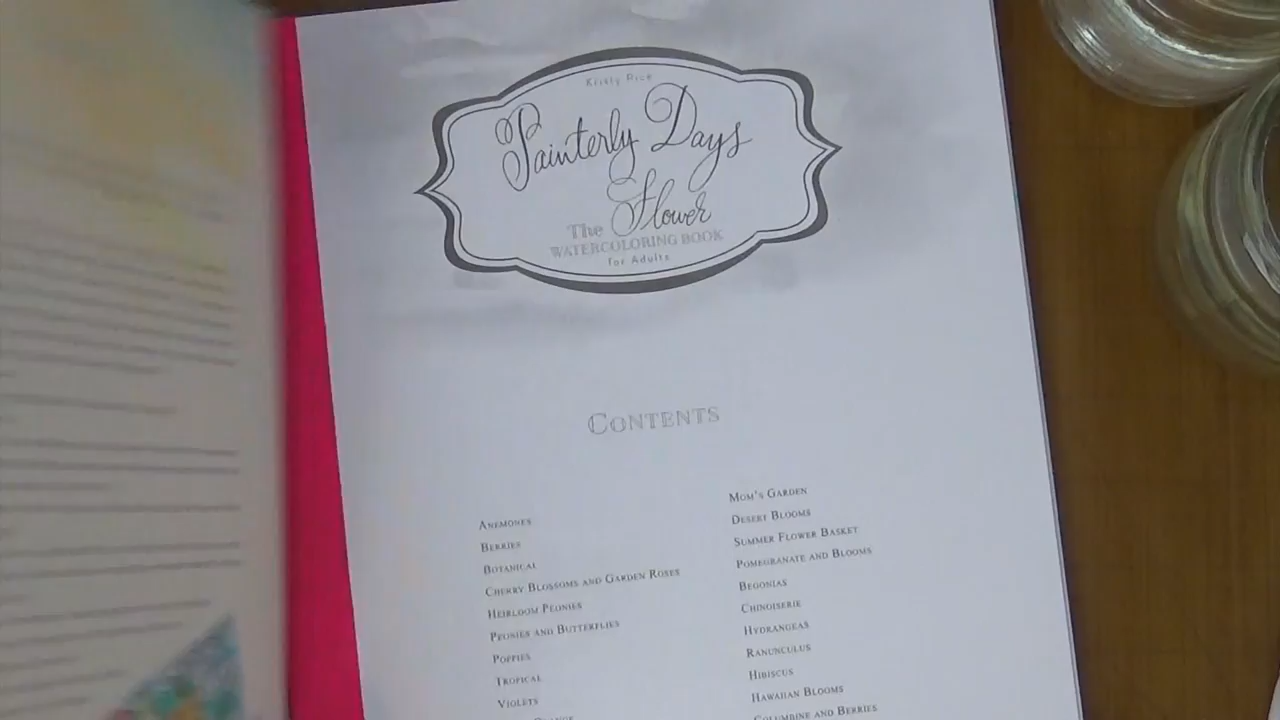 Kristy Rice
Painterly Days
The Flower
WATERCOLORING BOOK
for Adults
CONTENTS
ANEMONES
BERRIES
BOTANICAL
CHERRY BLOSSOMS AND GARDEN ROSES
HEIRLOOM PEONIES
PEONIES AND BUTTERFLIES
POPPIES
TROPICAL
VIOLETS
MOM'S GARDEN
DESERT BLOOMS
SUMMER FLOWER BASKET
POMEGRANATE AND BLOOMS
BEGONIAS
CHINOISERIE
HYDRANGEAS
RANUNCULUS
HIBISCUS
HAWAIIAN BLOOMS
COLUMBINE AND BERRIES